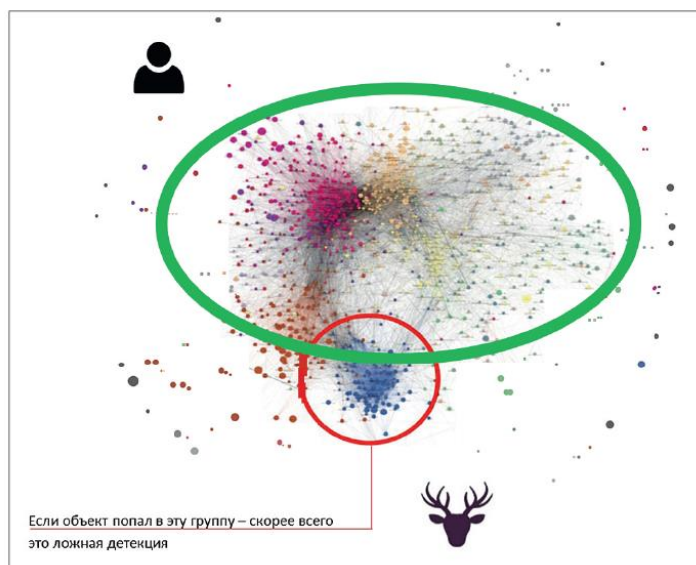 Если объект попал в эту группу – скорее всего
это ложная детекция